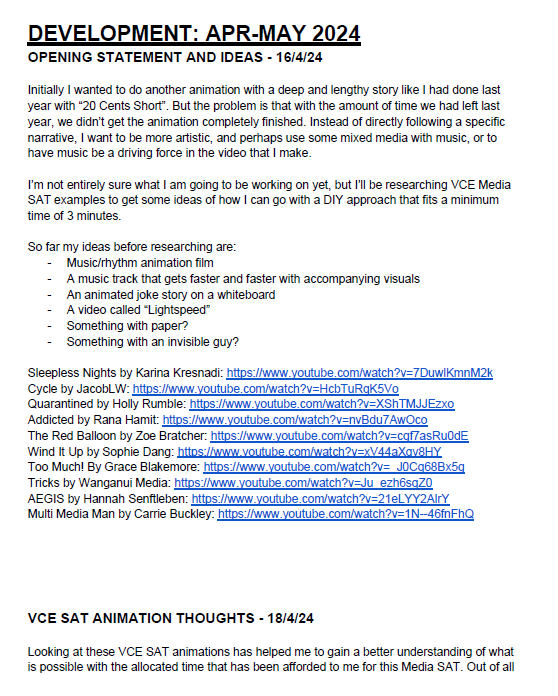 DEVELOPMENT: APR-MAY 2024
OPENING STATEMENT AND IDEAS - 16/4/24
Initially I wanted to do another animation with a deep and lengthy story like I had done last
year with “20 Cents Short”. But the problem is that with the amount of time we had left last
year, we didn’t get the animation completely finished. Instead of directly following a specific
narrative, I want to be more artistic, and perhaps use some mixed media with music, or to
have music be a driving force in the video that I make.
I’m not entirely sure what I am going to be working on yet, but I’ll be researching VCE Media
SAT examples to get some ideas of how I can go with a DIY approach that fits a minimum
time of 3 minutes.
So far my ideas before researching are:
- Music/rhythm animation film
- A music track that gets faster and faster with accompanying visuals
- An animated joke story on a whiteboard
- A video called “Lightspeed”
- Something with paper?
- Something with an invisible guy?
Sleepless Nights by Karina Kresnadi: https://www.youtube.com/watch?v=7DuwlKmnM2k
Cycle by JacobLW: https://www.youtube.com/watch?v=HcbTuRgK5Vo
Quarantined by Holly Rumble: https://www.youtube.com/watch?v=XShTMJJEzxo
Addicted by Rana Hamit: https://www.youtube.com/watch?v=nvBdu7AwOco
The Red Balloon by Zoe Bratcher: https://www.youtube.com/watch?v=cgf7asRu0dE
Wind It Up by Sophie Dang: https://www.youtube.com/watch?v=xV44aXgv8HY
Too Much! By Grace Blakemore: https://www.youtube.com/watch?v=_J0Cg68Bx5g
Tricks by Wanganui Media: https://www.youtube.com/watch?v=Ju_ezh6sgZ0
AEGIS by Hannah Senftleben: https://www.youtube.com/watch?v=21eLYY2AlrY
Multi Media Man by Carrie Buckley: https://www.youtube.com/watch?v=1N--46fnFhQ
VCE SAT ANIMATION THOUGHTS - 18/4/24
Looking at these VCE SAT animations has helped me to gain a better understanding of what
is possible with the allocated time that has been afforded to me for this Media SAT. Out of all